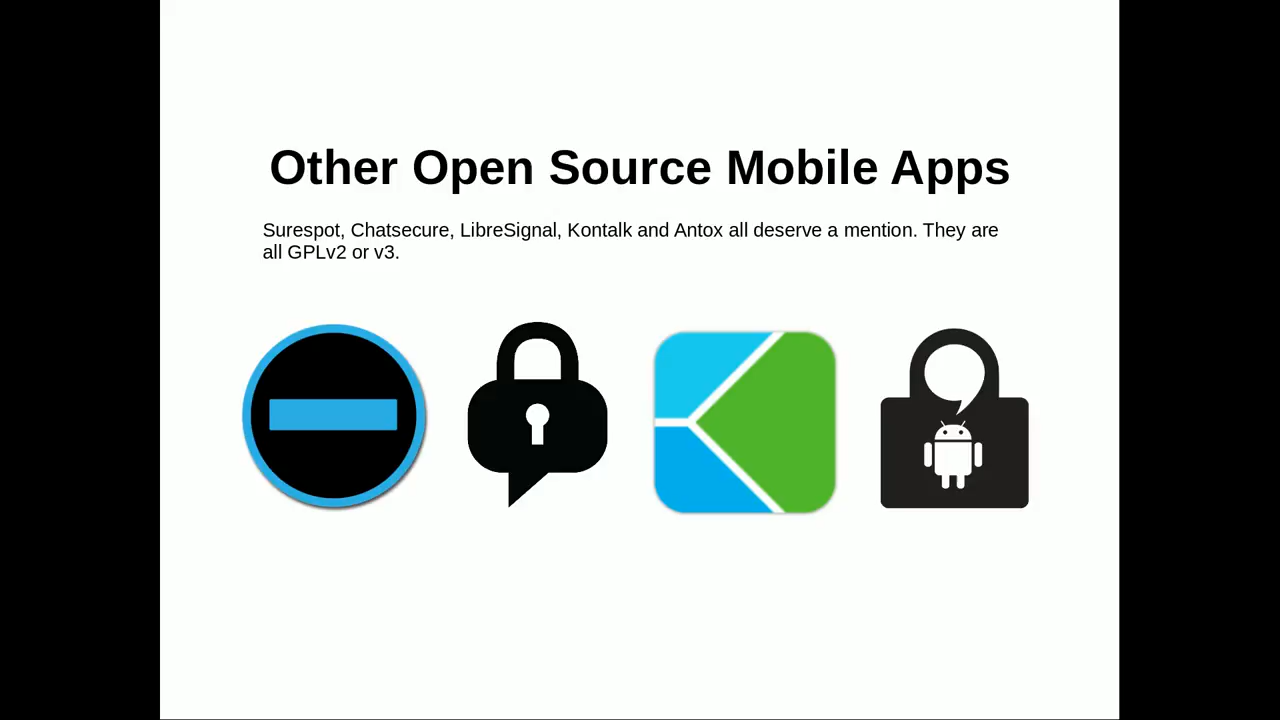 Other Open Source Mobile Apps
Surespot, Chatsecure, LibreSignal, Kontalk and Antox all deserve a mention. They are
all GPLv2 or v3.